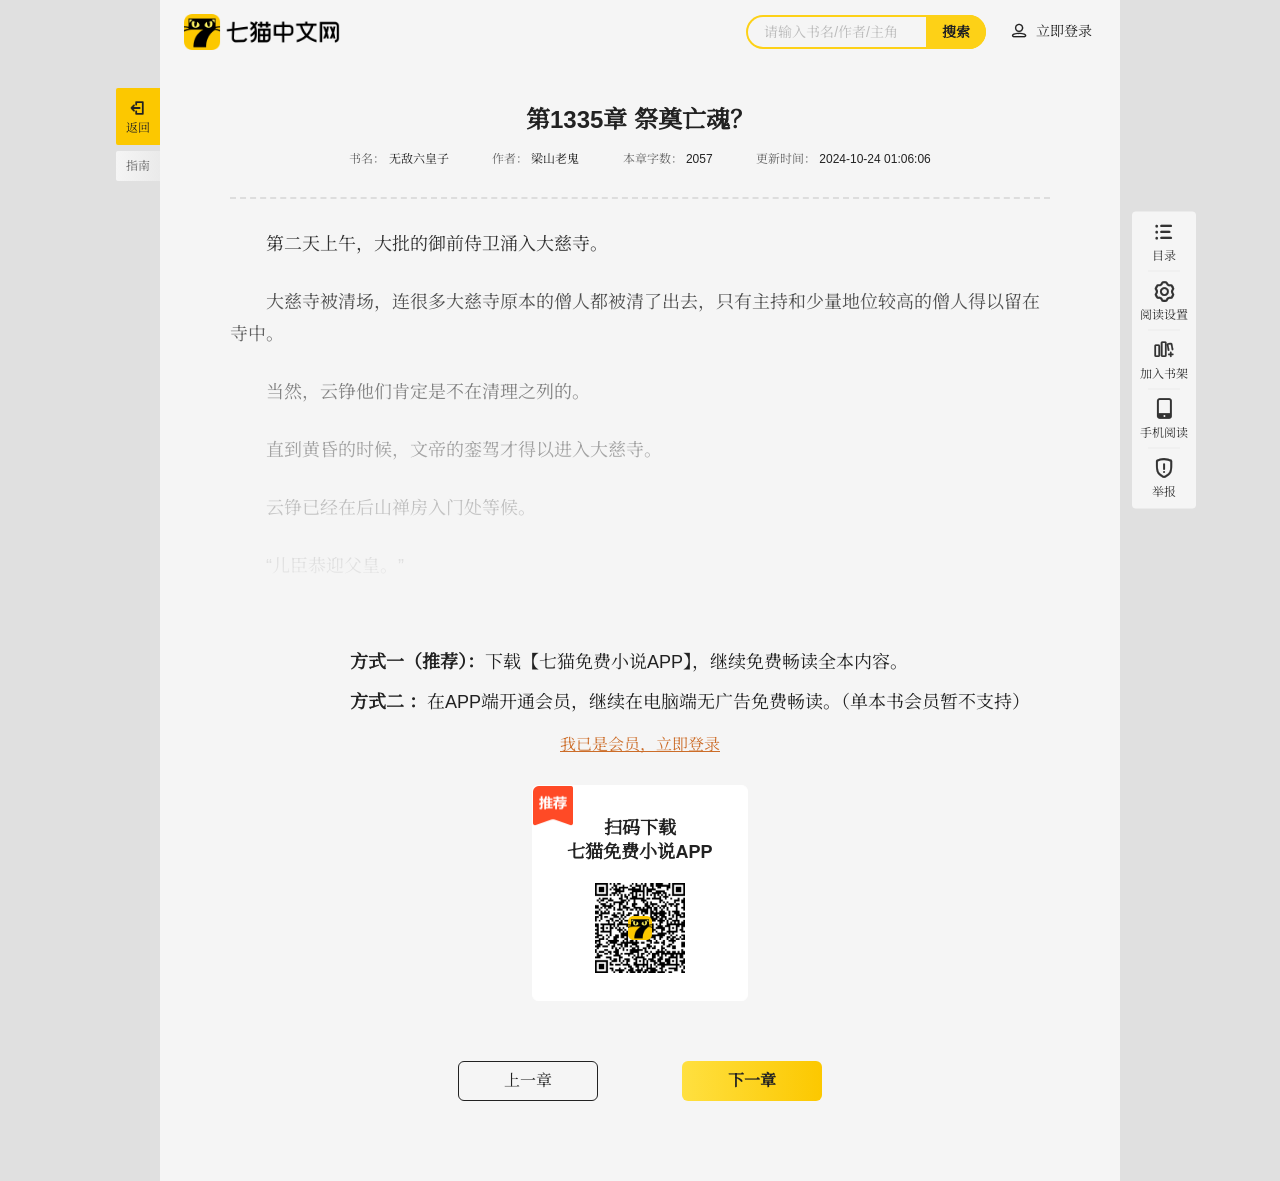 七猫中文网
请输入书名/作者/主角
搜索
立即登录
返回
指南
第1335章 祭奠亡魂？
书名： 无敌六皇子 作者： 梁山老鬼 本章字数： 2057 更新时间： 2024-10-24 01:06:06
第二天上午，大批的御前侍卫涌入大慈寺。
大慈寺被清场，连很多大慈寺原本的僧人都被清了出去，只有主持和少量地位较高的僧人得以留在
寺中。
当然，云铮他们肯定是不在清理之列的。
直到黄昏的时候，文帝的銮驾才得以进入大慈寺。
云铮已经在后山禅房入门处等候。
“儿臣恭迎父皇。”
目录
阅读设置
加入书架
手机阅读
举报
方式一（推荐）：下载【七猫免费小说APP】，继续免费畅读全本内容。
方式二 ：在APP端开通会员，继续在电脑端无广告免费畅读。（单本书会员暂不支持）
我已是会员，立即登录
推荐
扫码下载
七猫免费小说APP
上一章
下一章